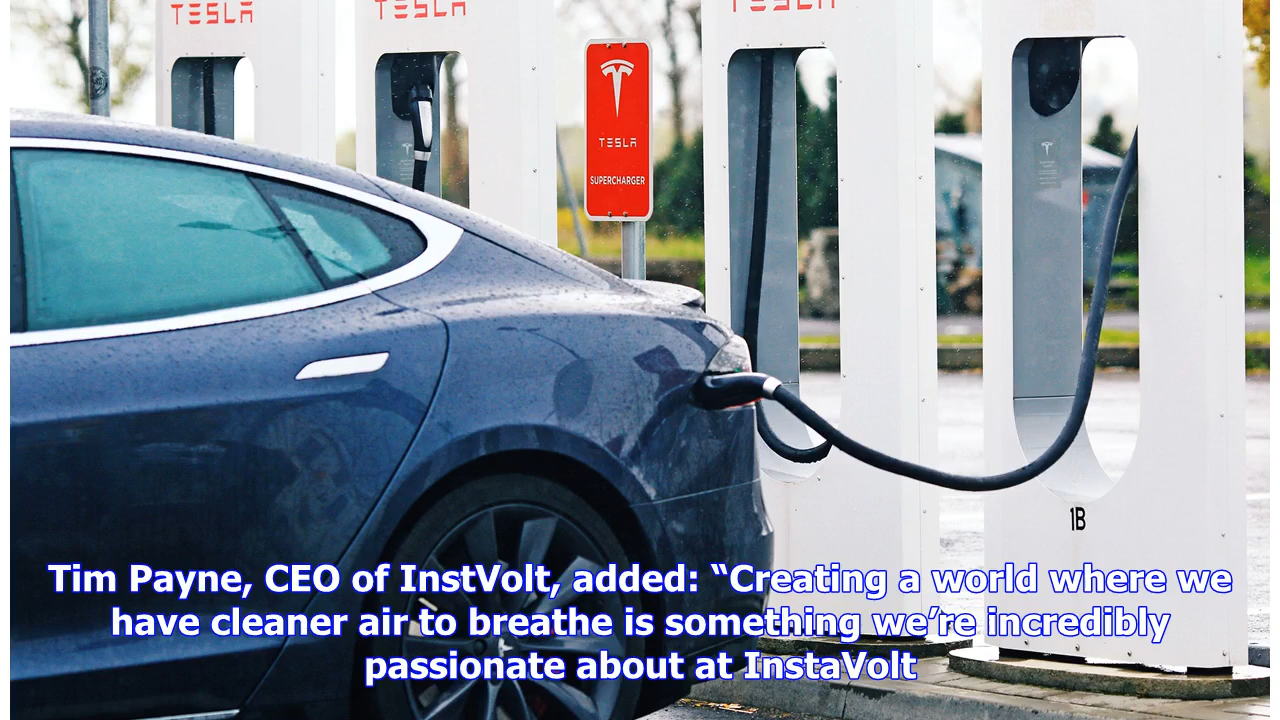 TESLA
TESLA
TESLA
TESLA
SUPERCHARGER
1B
Tim Payne, CEO of InstVolt, added: “Creating a world where we
have cleaner air to breathe is something we’re incredibly
passionate about at InstaVolt